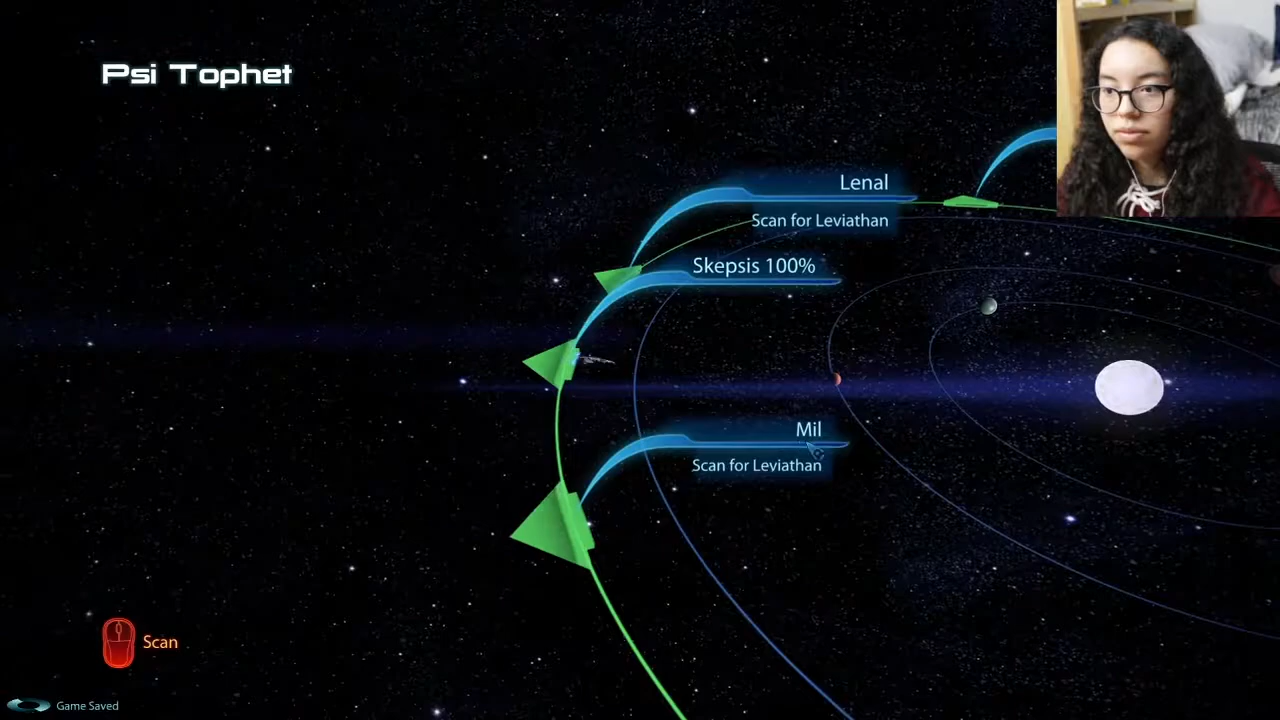 Psi Tophet
Lenal
Scan for Leviathan
Skepsis 100%
Mil
Scan for Leviathan
Scan
Game Saved